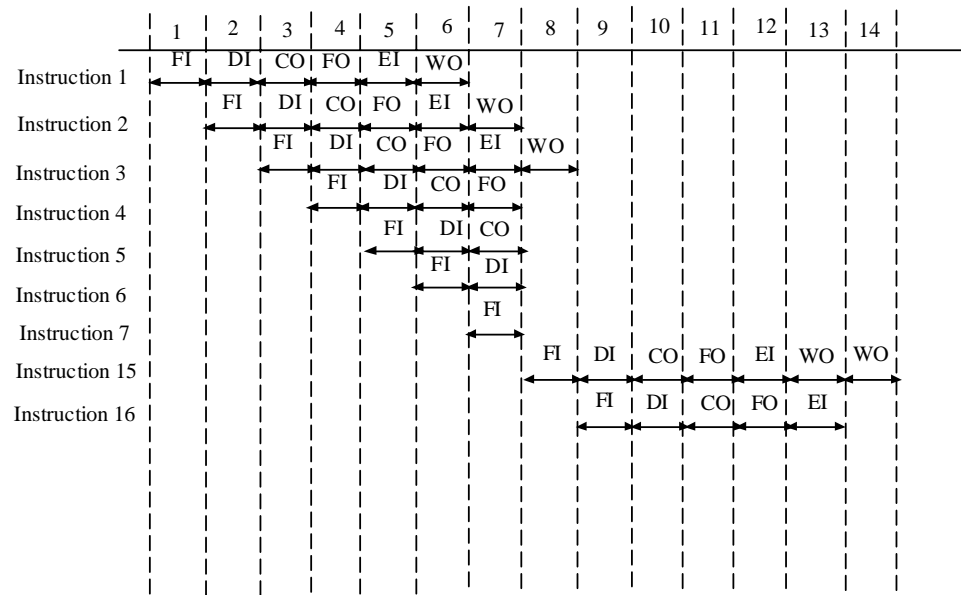 1 2 3 4 5 6 7 8 9 10 11 12 13 14
Instruction 1 FI DI CO FO EI WO
Instruction 2 FI DI CO FO EI WO
Instruction 3 FI DI CO FO EI WO
Instruction 4 FI DI CO FO
Instruction 5 FI DI CO
Instruction 6 FI DI
Instruction 7 FI
Instruction 15 FI DI CO FO EI WO WO
Instruction 16 FI DI CO FO EI